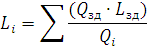 Lᵢ = ∑ (Qзд · Lзд) / Qᵢ